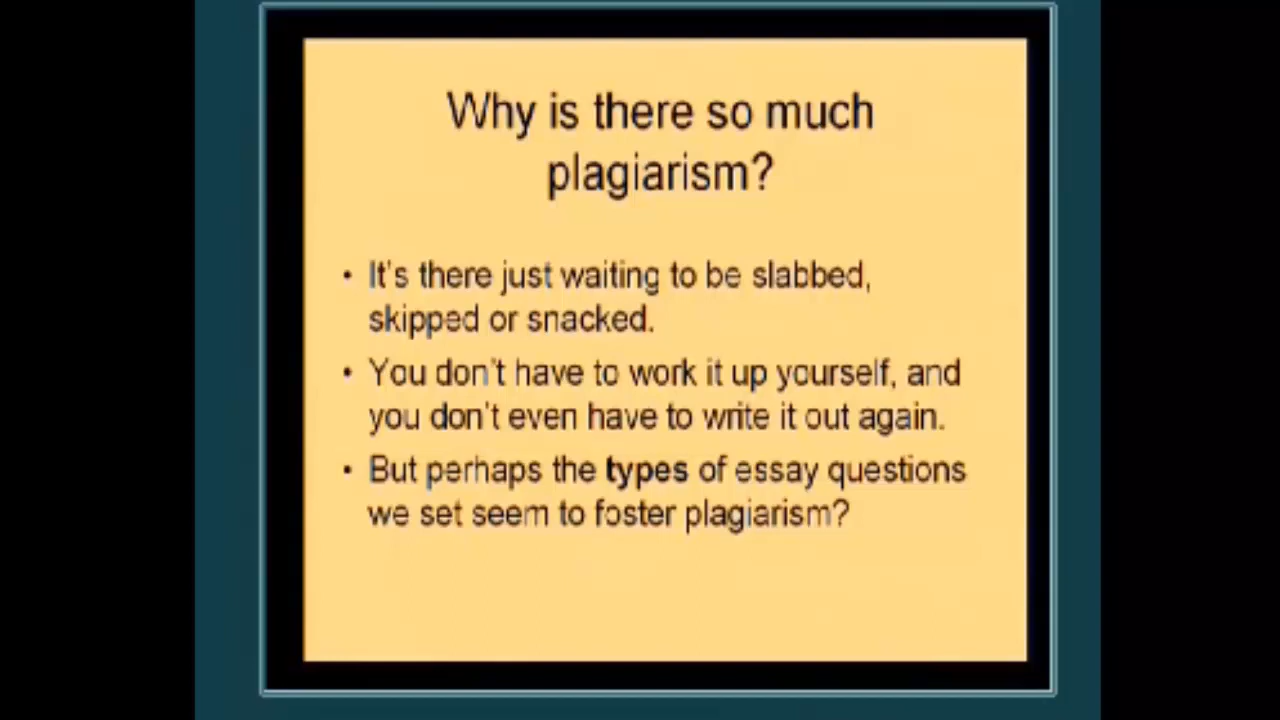 Why is there so much
plagiarism?
• It's there just waiting to be slabbed,
skipped or snacked.
• You don't have to work it up yourself, and
you don't even have to write it out again.
• But perhaps the types of essay questions
we set seem to foster plagiarism?